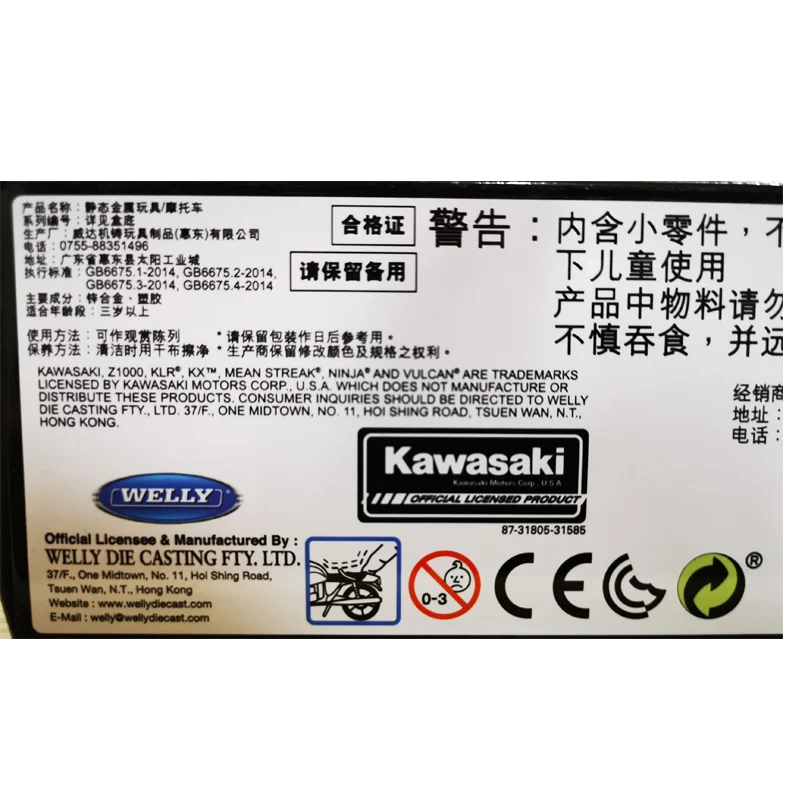 产品名称：静态金属玩具/摩托车
系列编号：详见盒底
生产厂：威达机铸玩具制品(惠东)有限公司
电话：0755-88351496
地址：广东省惠东县太阳工业城
执行标准：GB6675.1-2014, GB6675.2-2014,
GB6675.3-2014, GB6675.4-2014
主要成分：锌合金、塑胶
适合年龄段：三岁以上
合格证
请保留备用
使用方法：可作观赏陈列 *请保留包装作日后参考用。
保养方法：清洁时用干布擦净 *生产商保留修改颜色及规格之权利。
警告：
内含小零件，不
下儿童使用
产品中物料请勿
不慎吞食，并远
KAWASAKI, Z1000, KLR®, KX™, MEAN STREAK®, NINJA® AND VULCAN® ARE TRADEMARKS
LICENSED BY KAWASAKI MOTORS CORP., U.S.A. WHICH DOES NOT MANUFACTURE OR
DISTRIBUTE THESE PRODUCTS. CONSUMER INQUIRIES SHOULD BE DIRECTED TO WELLY
DIE CASTING FTY., LTD. 37/F., ONE MIDTOWN, NO. 11, HOI SHING ROAD, TSUEN WAN, N.T.,
HONG KONG.
经销商
地址：
电话：
WELLY
Kawasaki
Kawasaki Motors Corp., U.S.A
OFFICIAL LICENSED PRODUCT
87-31805-31585
Official Licensee & Manufactured By :
WELLY DIE CASTING FTY. LTD.
37/F., One Midtown, No. 11, Hoi Shing Road,
Tsuen Wan, N.T., Hong Kong
Website : www.wellydiecast.com
E-Mail : welly@wellydiecast.com
0-3
CE
®